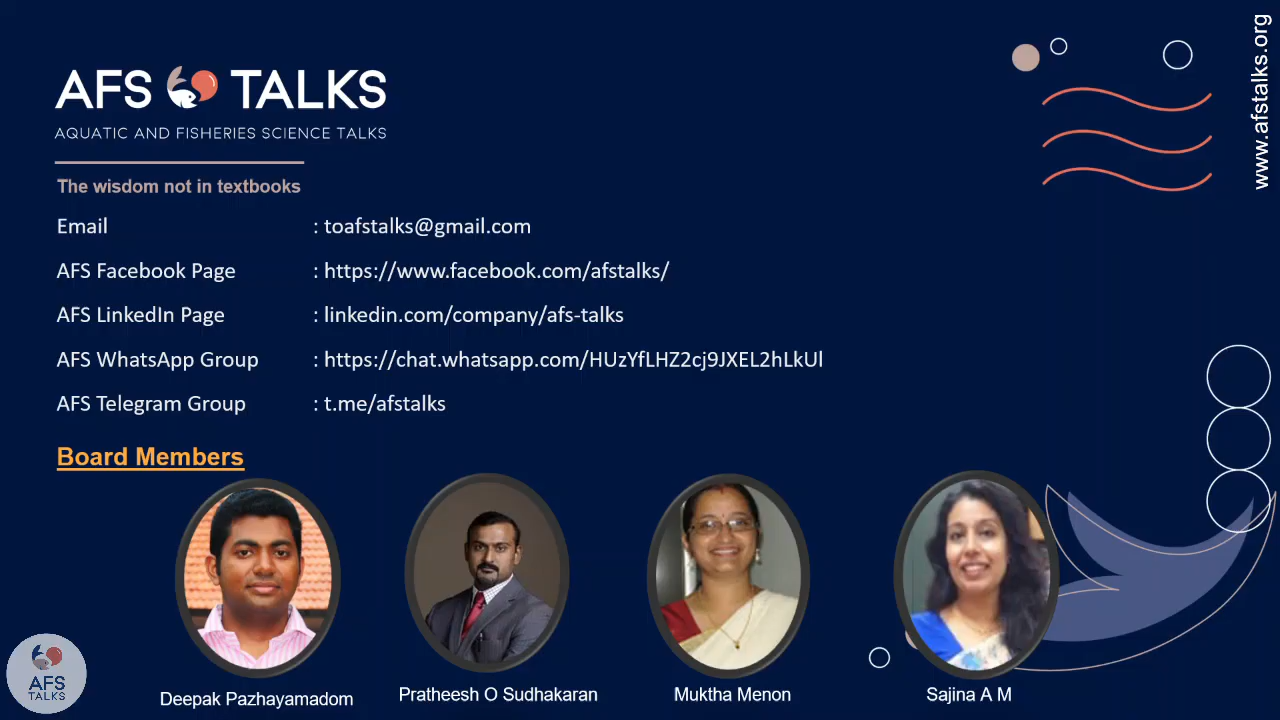 AFS TALKS
AQUATIC AND FISHERIES SCIENCE TALKS
www.afstalks.org
The wisdom not in textbooks
Email : toafstalks@gmail.com
AFS Facebook Page : https://www.facebook.com/afstalks/
AFS LinkedIn Page : linkedin.com/company/afs-talks
AFS WhatsApp Group : https://chat.whatsapp.com/HUzYfLHZ2cj9JXEL2hLkUl
AFS Telegram Group : t.me/afstalks
Board Members
Deepak Pazhayamadom
Pratheesh O Sudhakaran
Muktha Menon
Sajina A M
AFS
TALKS